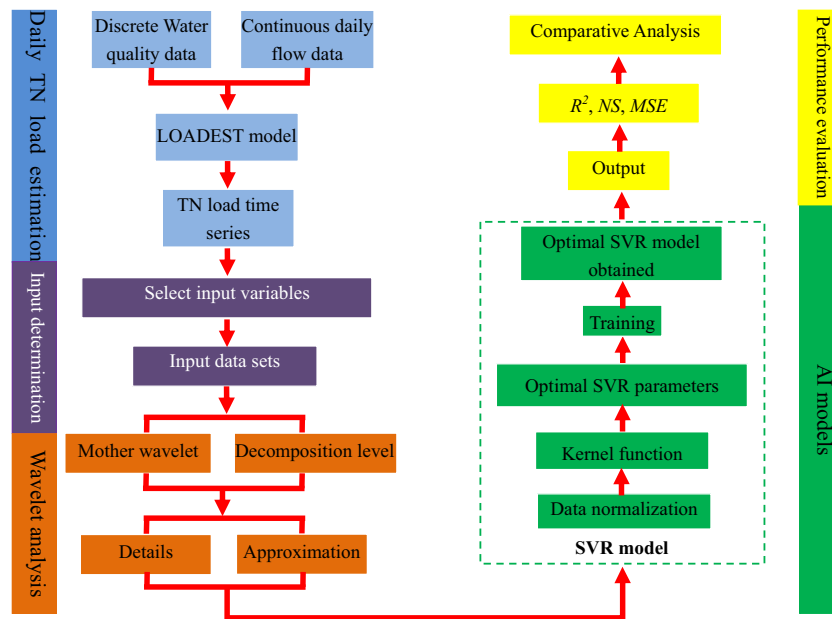 Daily TN load estimation
Discrete Water
quality data
Continuous daily
flow data
LOADEST model
TN load time
series
Input determination
Select input variables
Input data sets
Wavelet analysis
Mother wavelet
Decomposition level
Details
Approximation
Performance evaluation
Comparative Analysis
R², NS, MSE
Output
AI models
Optimal SVR model
obtained
Training
Optimal SVR parameters
Kernel function
Data normalization
SVR model